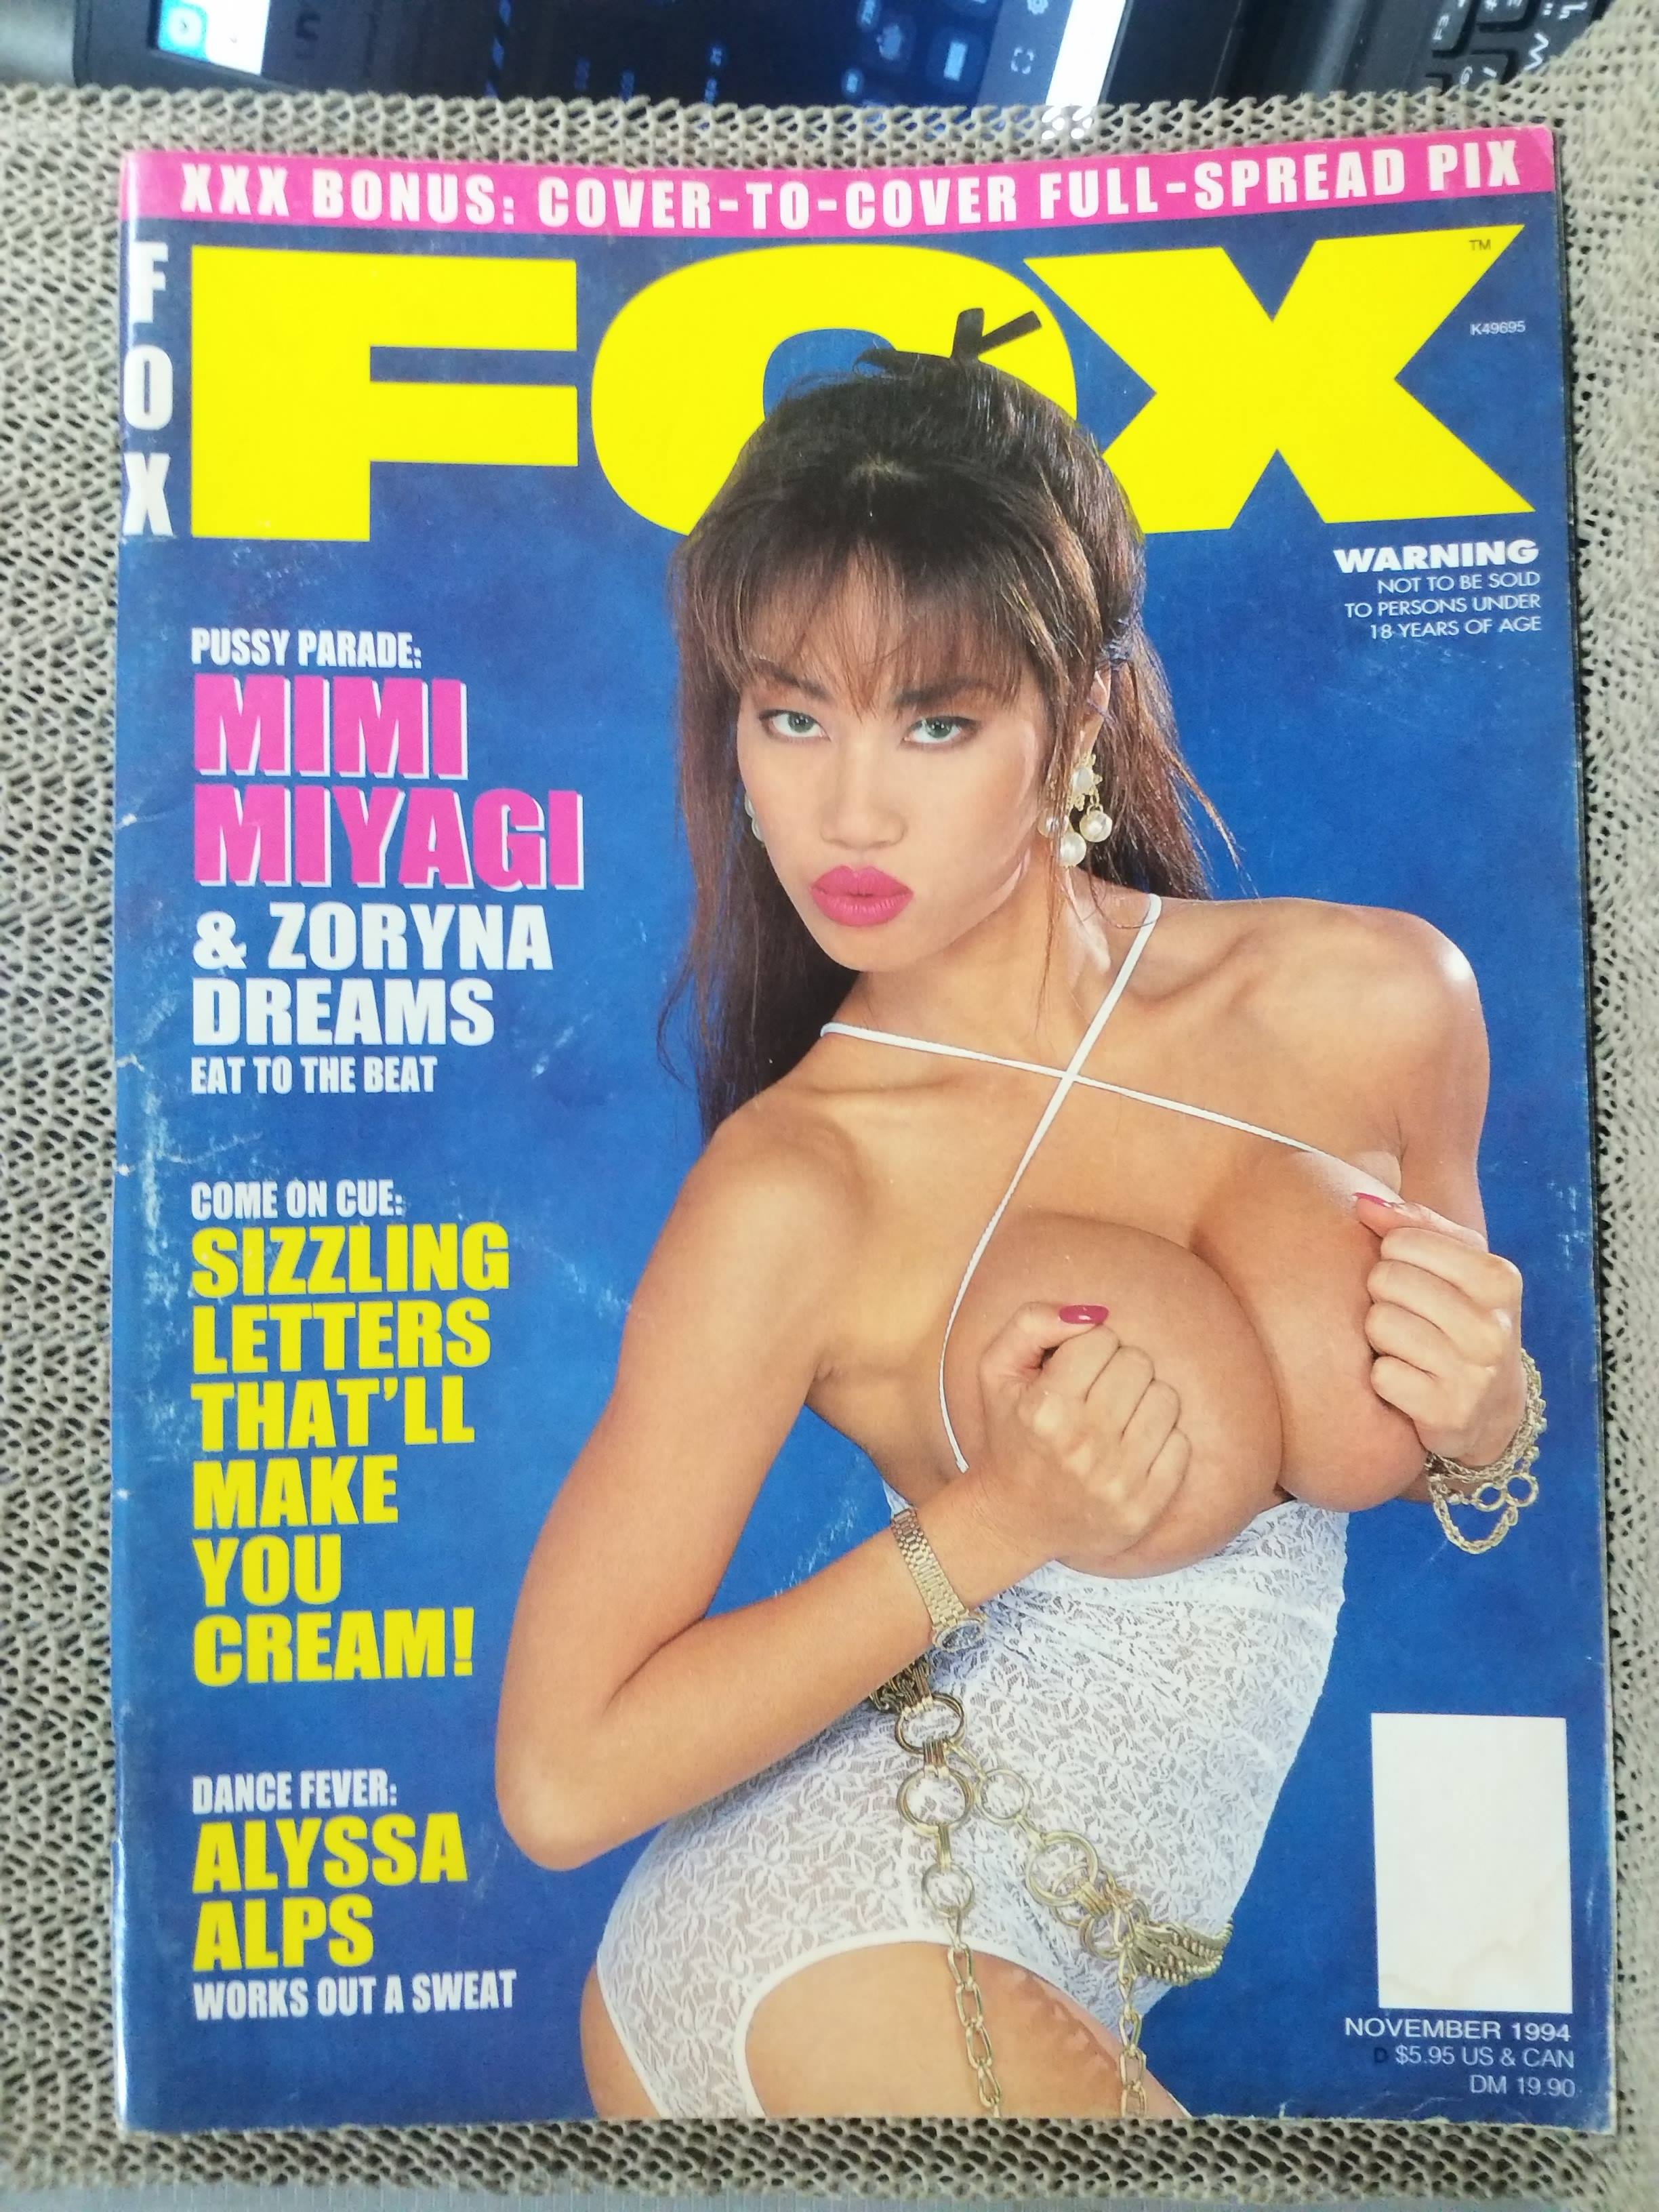 XXX BONUS: COVER-TO-COVER FULL-SPREAD PIX
FOX
FOX
TM
K49695
WARNING
NOT TO BE SOLD
TO PERSONS UNDER
18 YEARS OF AGE
PUSSY PARADE:
MIMI
MIYAGI
& ZORYNA
DREAMS
EAT TO THE BEAT
COME ON CUE:
SIZZLING
LETTERS
THAT'LL
MAKE
YOU
CREAM!
DANCE FEVER:
ALYSSA
ALPS
WORKS OUT A SWEAT
NOVEMBER 1994
D $5.95 US & CAN
DM 19.90